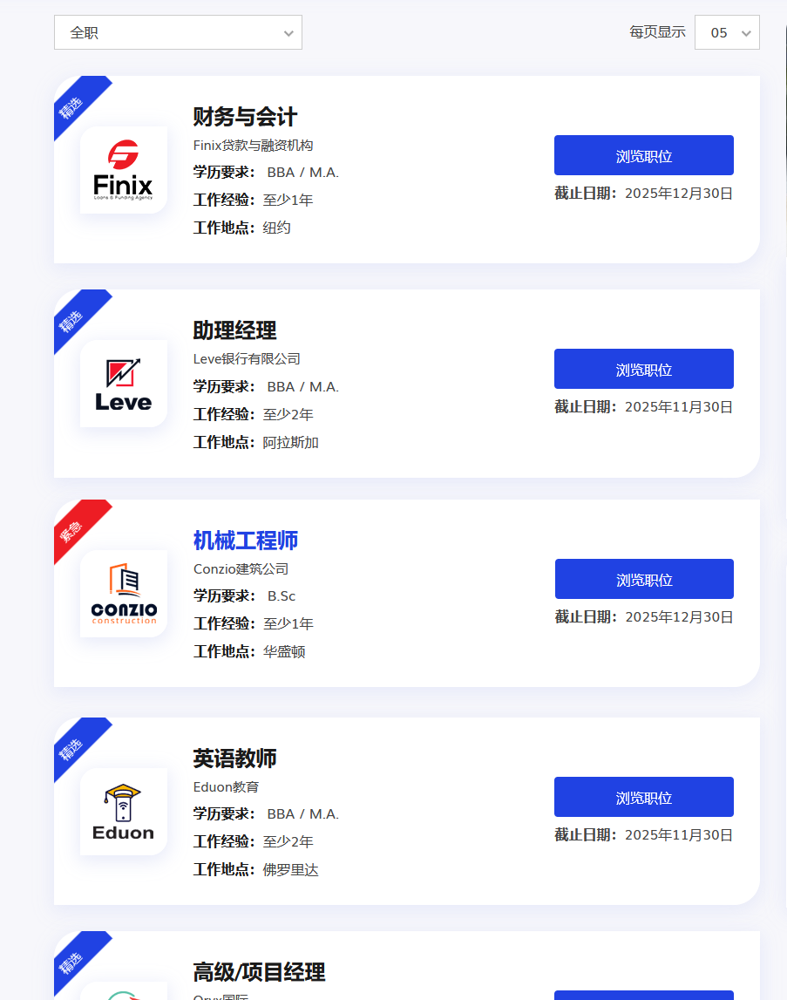 全职
每页显示 05
精选
Finix
Loans & Funding Agency
财务与会计
Finix贷款与融资机构
学历要求： BBA / M.A.
工作经验：至少1年
工作地点：纽约
浏览职位
截止日期：2025年12月30日
精选
Leve
助理经理
Leve银行有限公司
学历要求： BBA / M.A.
工作经验：至少2年
工作地点：阿拉斯加
浏览职位
截止日期：2025年11月30日
紧急
conzio
construction
机械工程师
Conzio建筑公司
学历要求： B.Sc
工作经验：至少1年
工作地点：华盛顿
浏览职位
截止日期：2025年12月30日
精选
Eduon
英语教师
Eduon教育
学历要求： BBA / M.A.
工作经验：至少2年
工作地点：佛罗里达
浏览职位
截止日期：2025年11月30日
精选
高级/项目经理